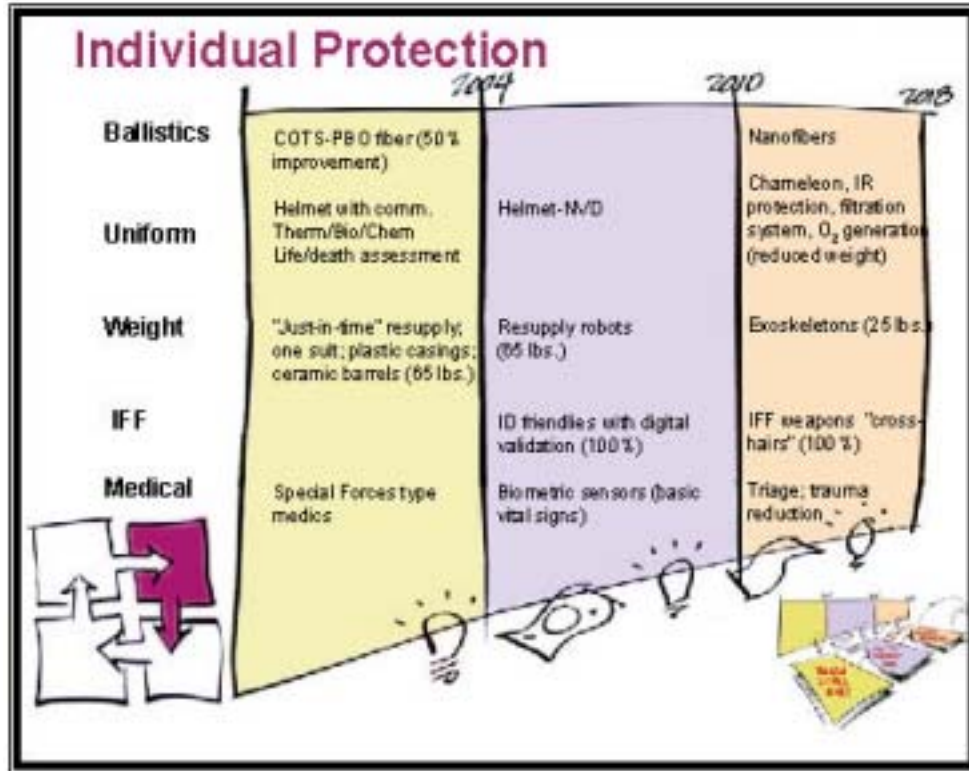 Individual Protection
2004
2010
2018
Ballistics
COTS-PBO fiber (50%
improvement)
Nanofibers
Uniform
Helmet with comm.
Therm/Bio/Chem
Life/death assessment
Helmet-NVD
Chameleon, IR
protection, filtration
system, O₂ generation
(reduced weight)
Weight
"Just-in-time" resupply;
one suit; plastic casings;
ceramic barrels (65 lbs.)
Resupply robots
(65 lbs.)
Exoskeletons (25 lbs.)
IFF
ID friendlies with digital
validation (100%)
IFF weapons "cross-
hairs" (100%)
Medical
Special Forces type
medics
Biometric sensors (basic
vital signs)
Triage; trauma
reduction